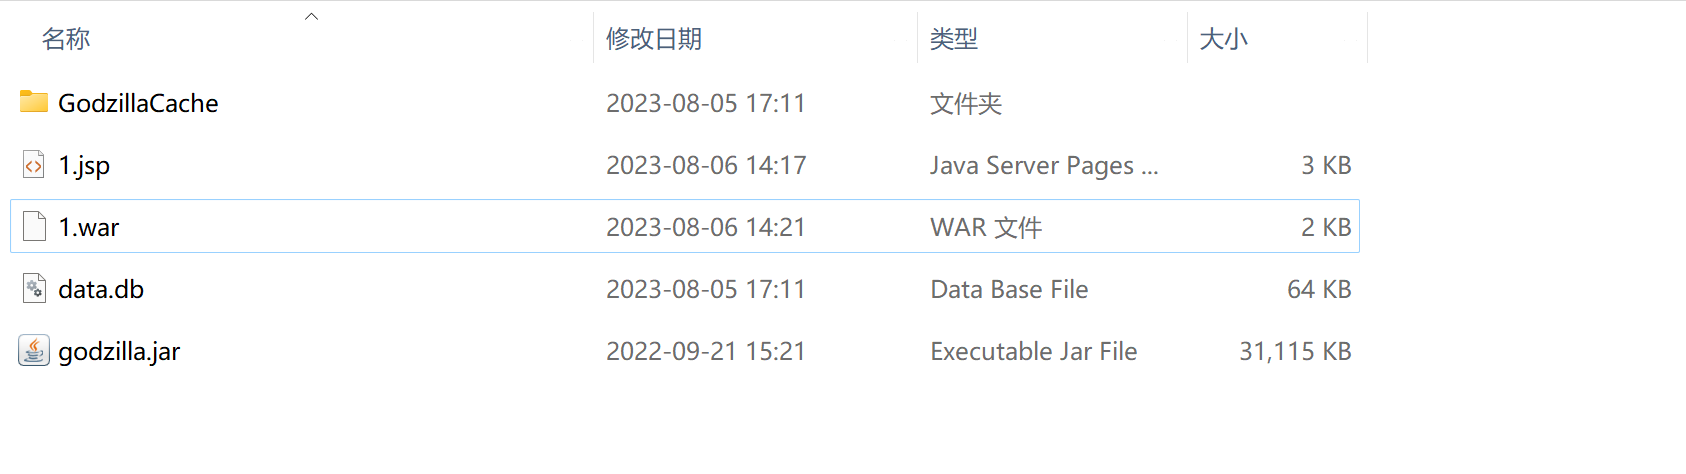 名称 修改日期 类型 大小
GodzillaCache 2023-08-05 17:11 文件夹
1.jsp 2023-08-06 14:17 Java Server Pages ... 3 KB
1.war 2023-08-06 14:21 WAR 文件 2 KB
data.db 2023-08-05 17:11 Data Base File 64 KB
godzilla.jar 2022-09-21 15:21 Executable Jar File 31,115 KB